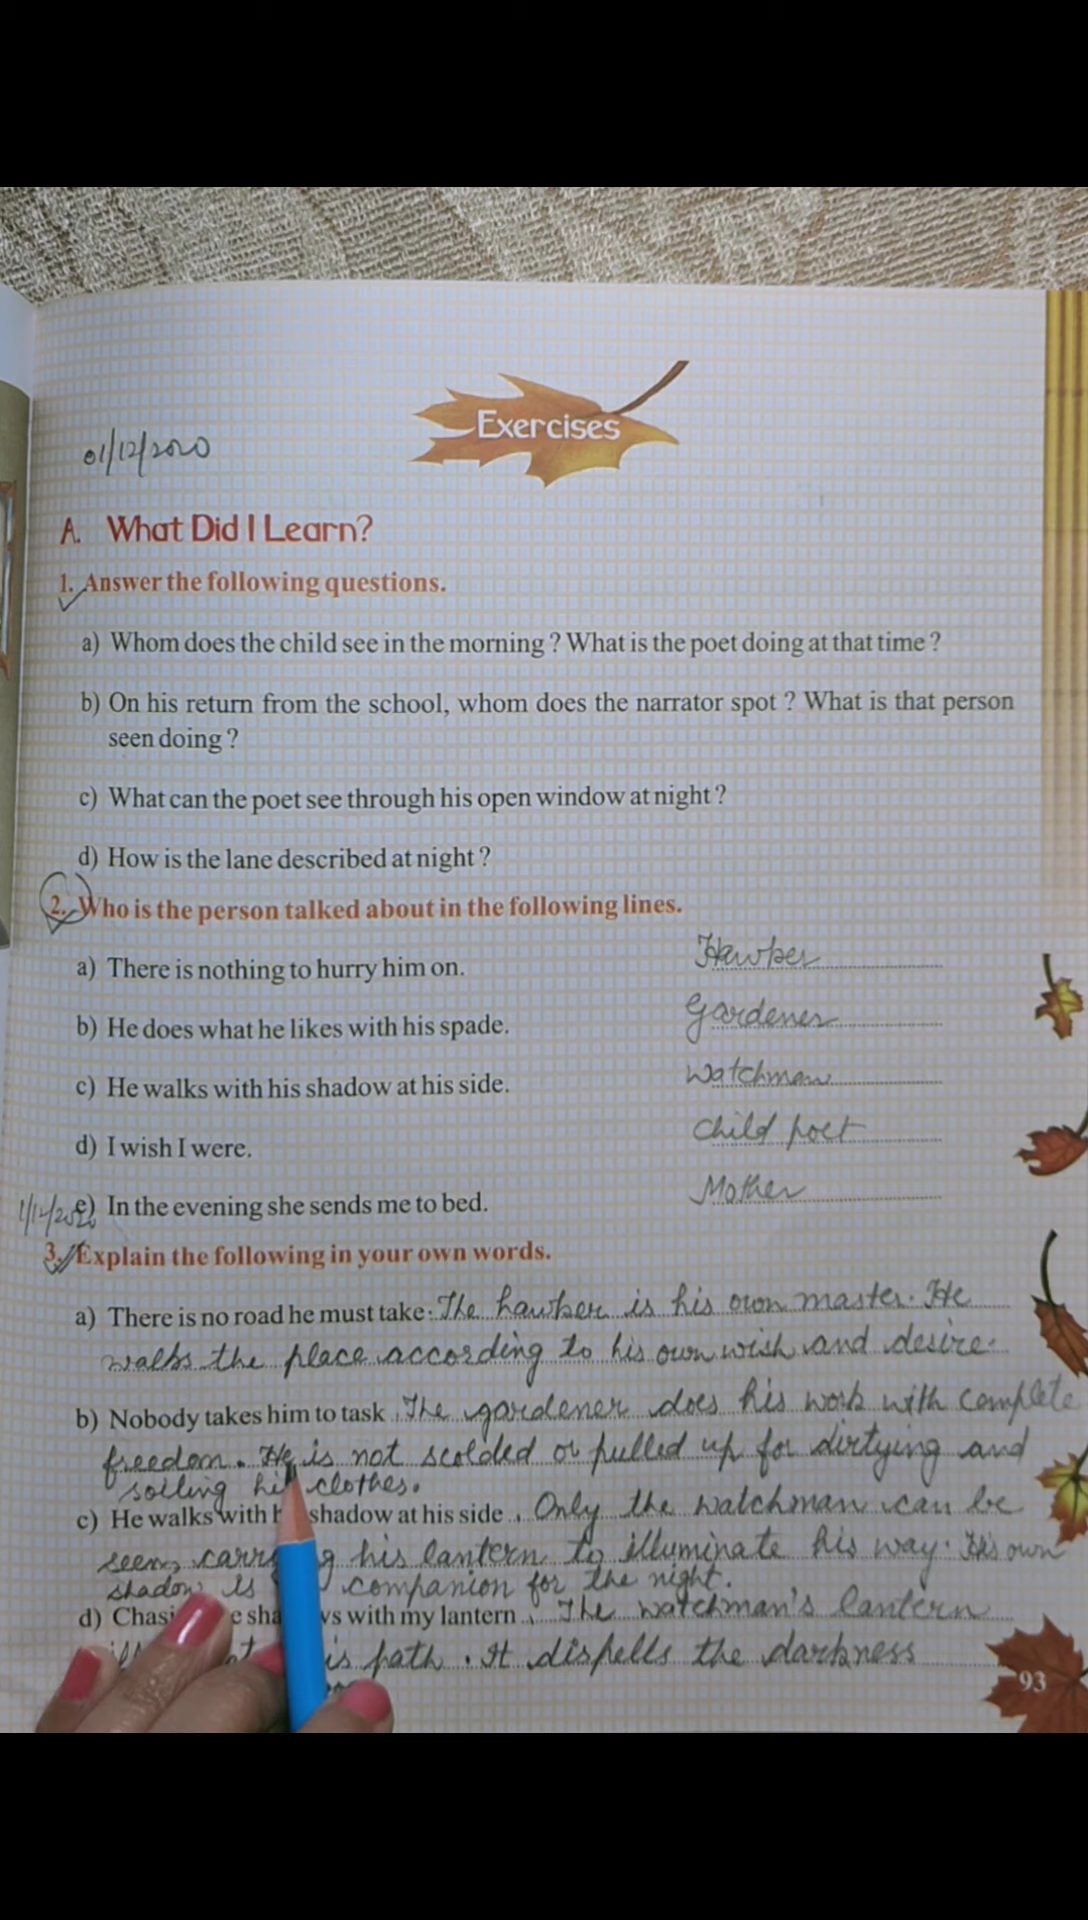 Exercises
01/12/2020
A. What Did I Learn?
1. Answer the following questions.
a) Whom does the child see in the morning ? What is the poet doing at that time ?
b) On his return from the school, whom does the narrator spot ? What is that person
seen doing ?
c) What can the poet see through his open window at night ?
d) How is the lane described at night ?
2. Who is the person talked about in the following lines.
a) There is nothing to hurry him on. Hawker
b) He does what he likes with his spade. Gardener
c) He walks with his shadow at his side. Watchman
d) I wish I were. Child poet
e) In the evening she sends me to bed. Mother
3. Explain the following in your own words.
a) There is no road he must take. The hawker is his own master. He
walks the place according to his own wish and desire.
b) Nobody takes him to task. The gardener does his work with complete
freedom. He is not scolded or pulled up for dirtying and
soiling his clothes.
c) He walks with shadow at his side. Only the watchman can be
seen, his lantern to illuminate his way. His own
shadow is companion for the night.
d) with my lantern. The watchman's lantern
path. It dispells the darkness
93